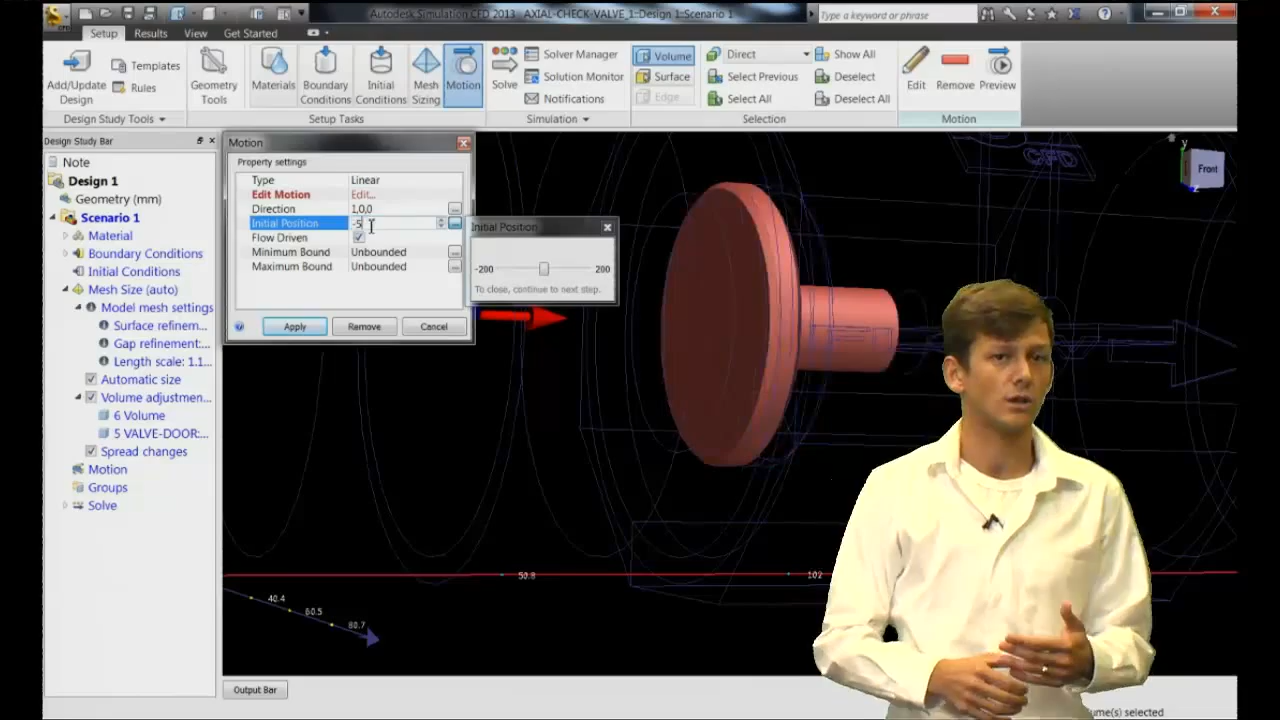 Autodesk Simulation CFD 2013 AXIAL-CHECK-VALVE_1::Design 1::Scenario 1
Type a keyword or phrase
Setup Results View Get Started
Add/Update Design
Templates
Rules
Geometry Tools
Materials
Boundary Conditions
Initial Conditions
Mesh Sizing
Motion
Solve
Solver Manager
Solution Monitor
Notifications
Volume
Surface
Edge
Direct
Select Previous
Select All
Show All
Deselect
Deselect All
Edit
Remove
Preview
Design Study Tools
Setup Tasks
Simulation
Selection
Motion
Design Study Bar
Note
Design 1
Geometry (mm)
Scenario 1
Material
Boundary Conditions
Initial Conditions
Mesh Size (auto)
Model mesh settings
Surface refinem...
Gap refinement:...
Length scale: 1.1...
Automatic size
Volume adjustmen...
6 Volume
5 VALVE-DOOR:...
Spread changes
Motion
Groups
Solve
Motion
Property settings
Type Linear
Edit Motion Edit...
Direction 1,0,0 ...
Initial Position -5 ...
Flow Driven
Minimum Bound Unbounded ...
Maximum Bound Unbounded ...
Apply Remove Cancel
Initial Position
-200 200
To close, continue to next step.
CFD
y
z
Front
50.8
102
40.4
60.5
80.7
Output Bar
ume(s) selected